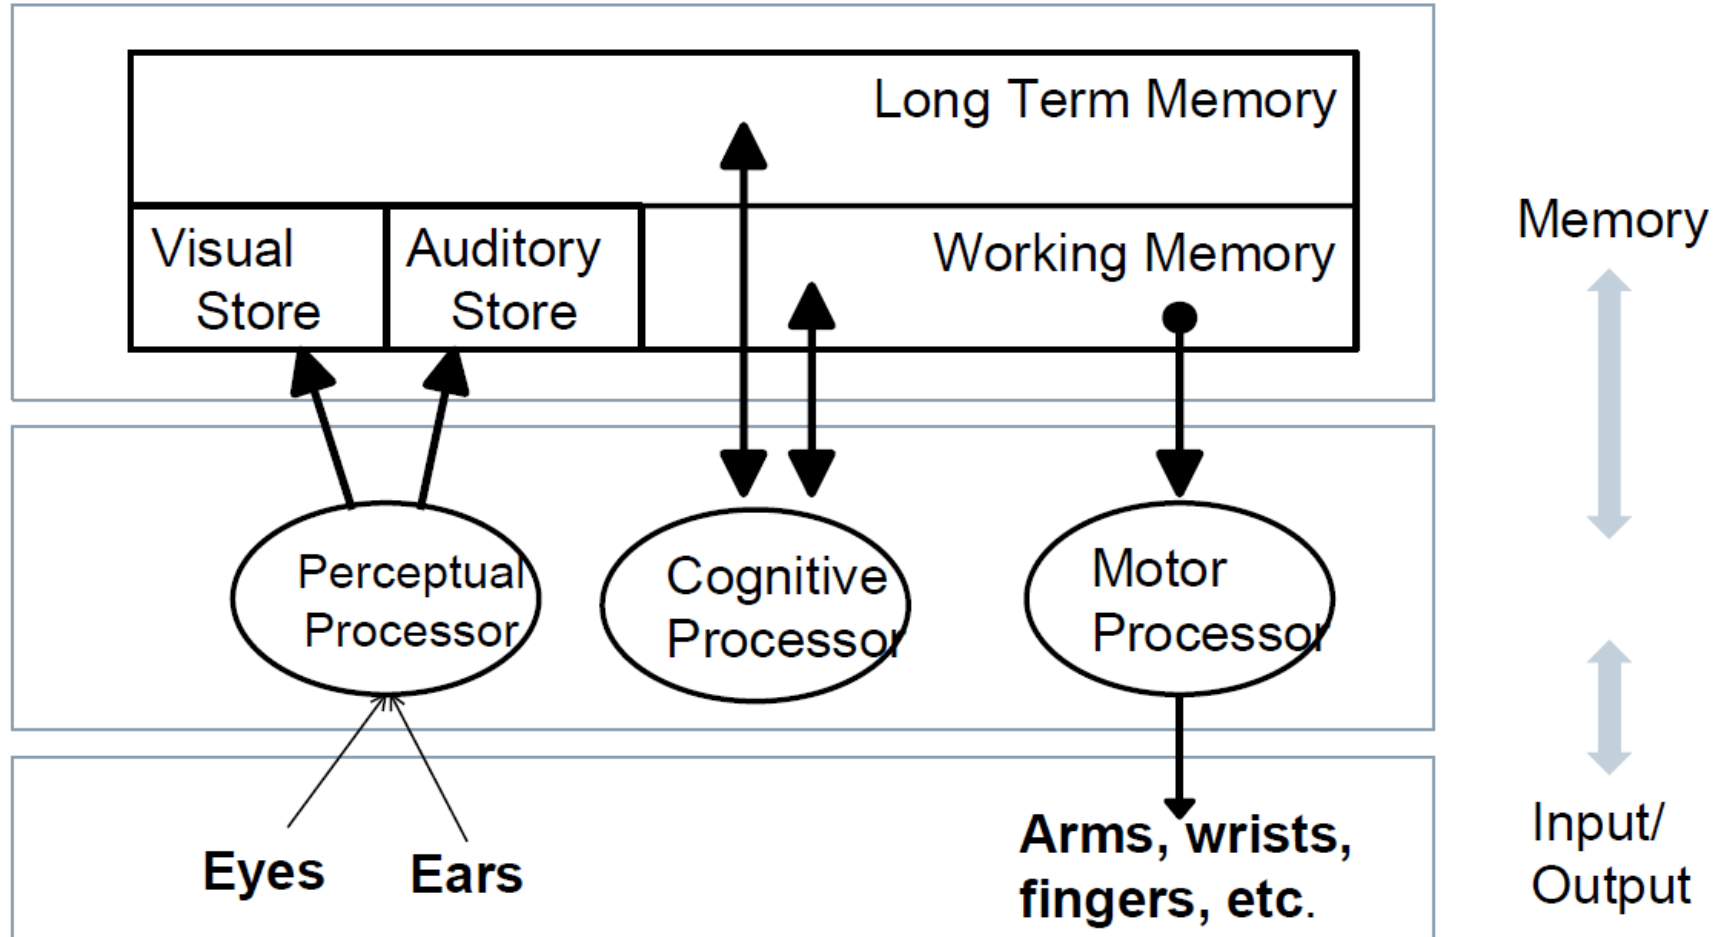 Long Term Memory
Visual
Store
Auditory
Store
Working Memory
Memory
Perceptual
Processor
Cognitive
Processor
Motor
Processor
Eyes
Ears
Arms, wrists,
fingers, etc.
Input/
Output